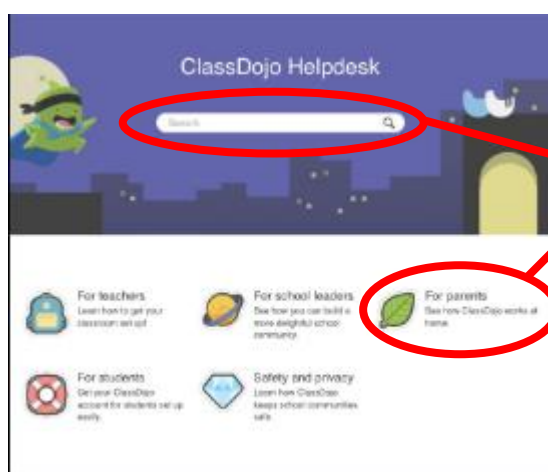 ClassDojo Helpdesk
Search
For teachers
Learn how to get your
classroom set up!
For school leaders
See how you can build a
more delightful school
community.
For parents
See how ClassDojo works at
home.
For students
Get your ClassDojo
account for students set up
easily.
Safety and privacy
Learn how ClassDojo
keeps school communities
safe.